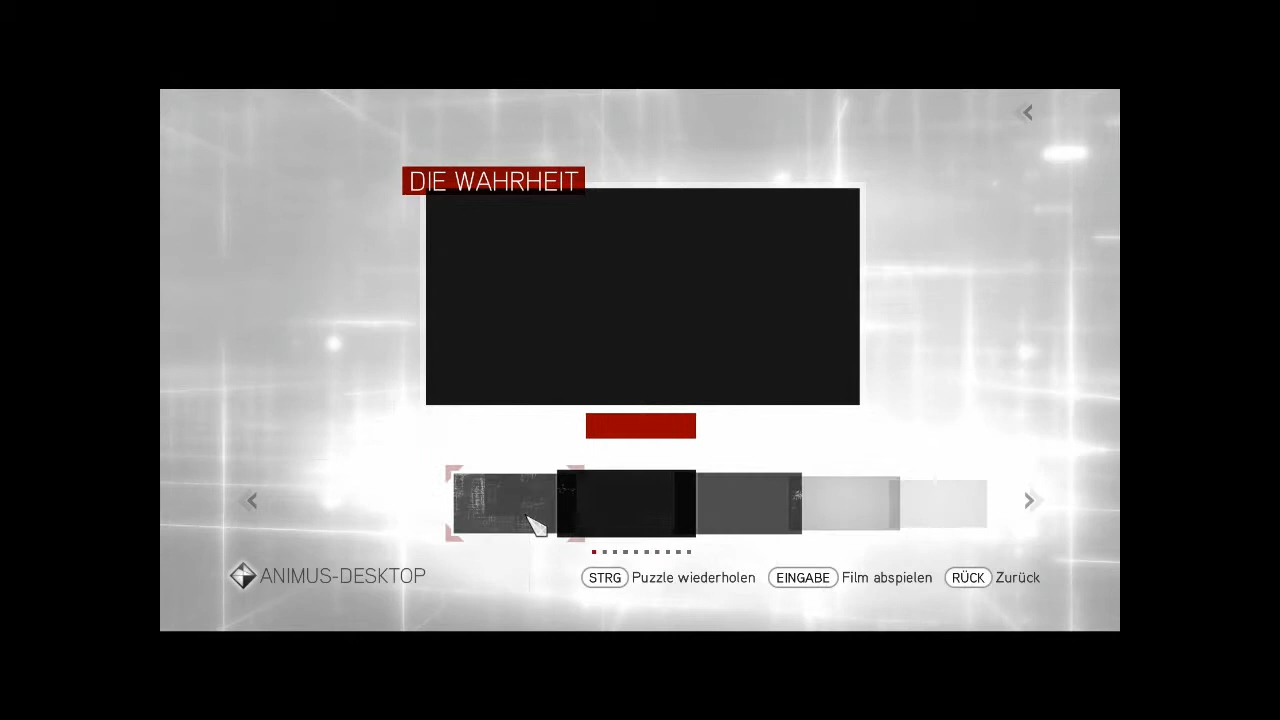 DIE WAHRHEIT
ANIMUS-DESKTOP
STRG Puzzle wiederholen EINGABE Film abspielen RÜCK Zurück